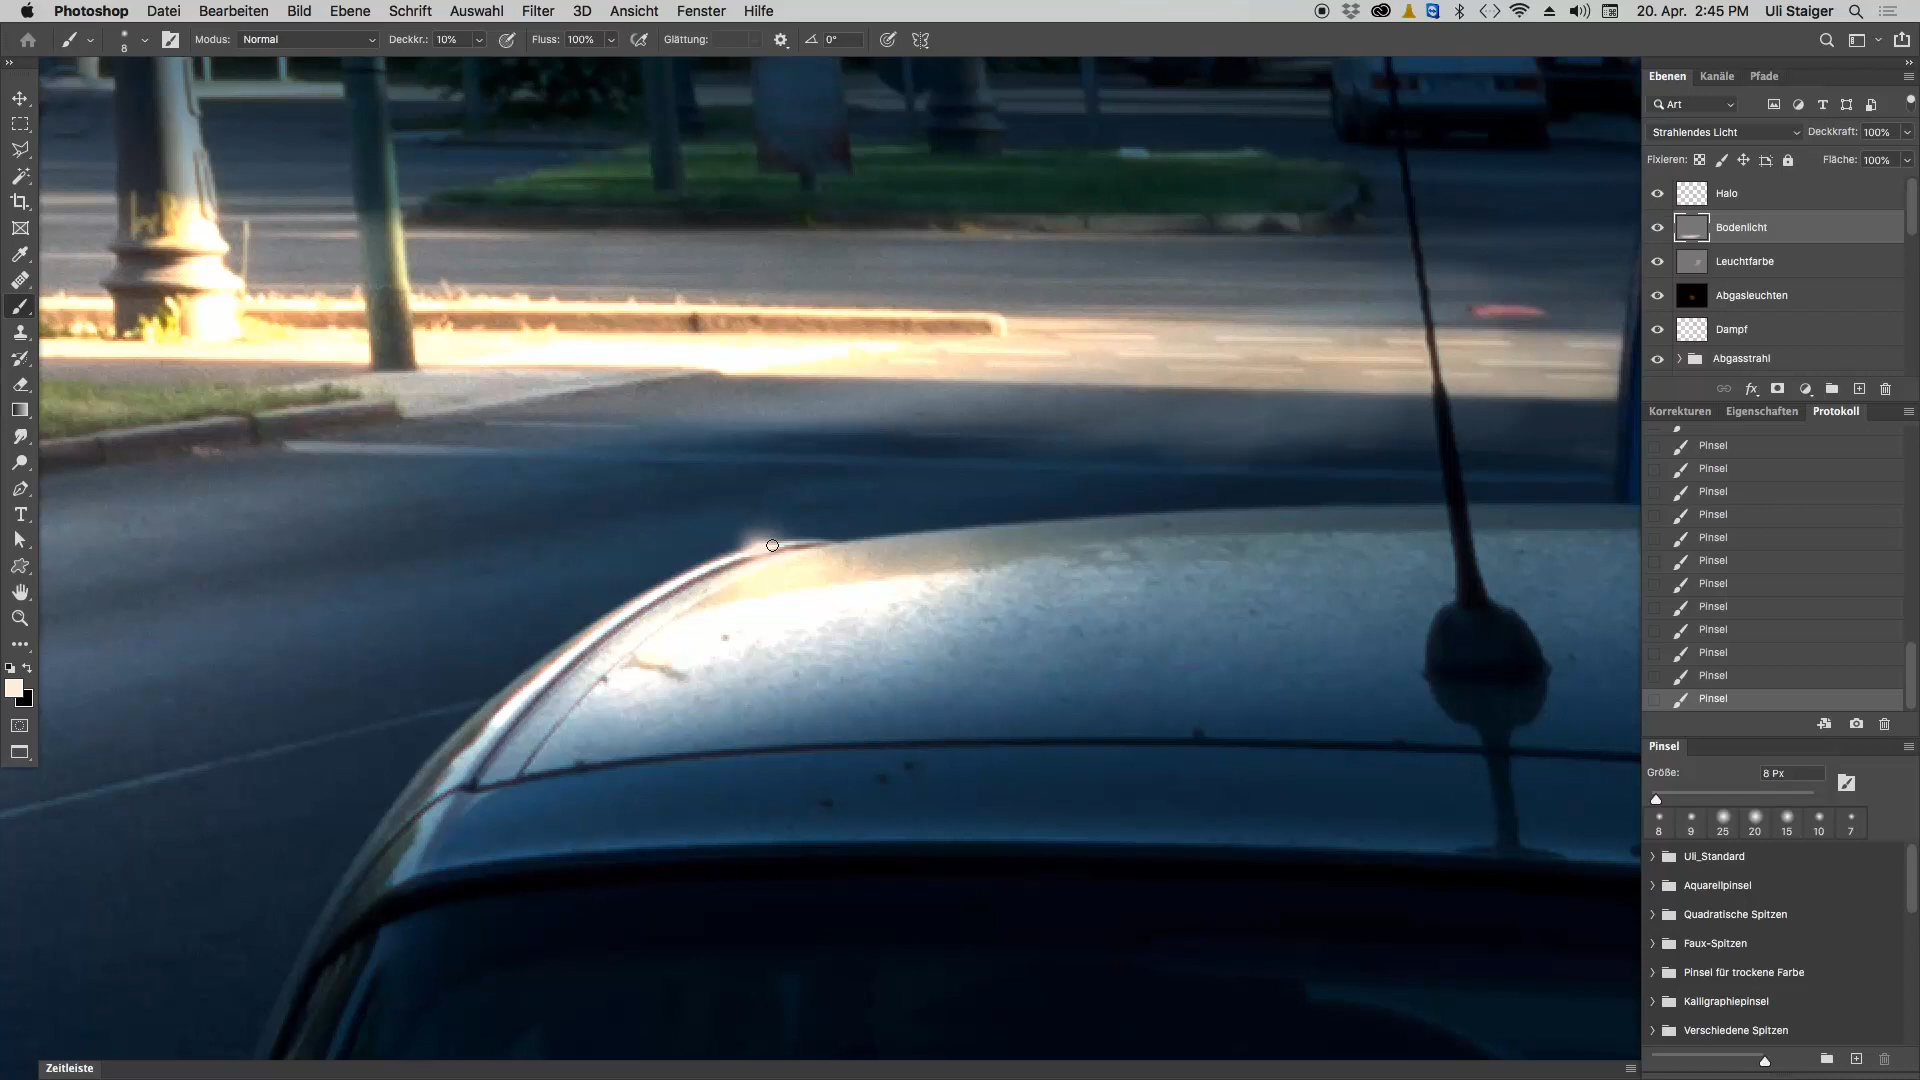 Photoshop Datei Bearbeiten Bild Ebene Schrift Auswahl Filter 3D Ansicht Fenster Hilfe 20. Apr. 2:45 PM Uli Staiger
8 Modus: Normal Deckkr.: 10% Fluss: 100% Glättung: 0°
Ebenen Kanäle Pfade
Art
Strahlendes Licht Deckkraft: 100%
Fixieren: Fläche: 100%
Halo
Bodenlicht
Leuchtfarbe
Abgasleuchten
Dampf
Abgasstrahl
fx
Korrekturen Eigenschaften Protokoll
Pinsel
Pinsel
Pinsel
Pinsel
Pinsel
Pinsel
Pinsel
Pinsel
Pinsel
Pinsel
Pinsel
Pinsel
Pinsel
Größe: 8 Px
8 9 25 20 15 10 7
Uli_Standard
Aquarellpinsel
Quadratische Spitzen
Faux-Spitzen
Pinsel für trockene Farbe
Kalligraphiepinsel
Verschiedene Spitzen
Zeitleiste